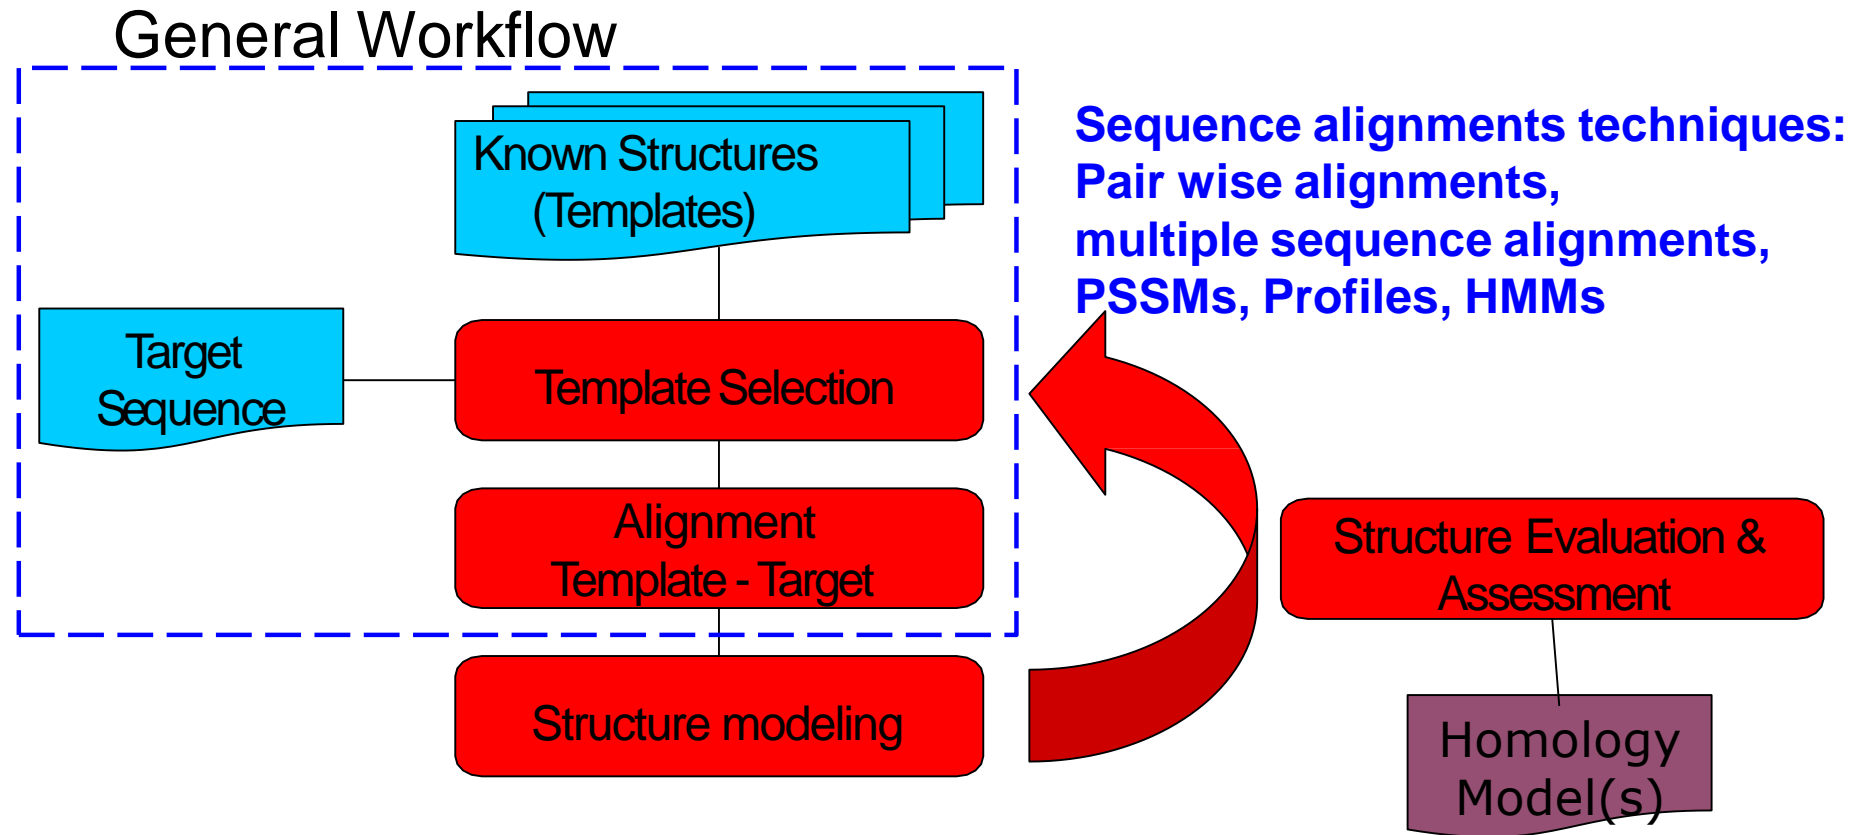 General Workflow
Known Structures
(Templates)
Sequence alignments techniques:
Pair wise alignments,
multiple sequence alignments,
PSSMs, Profiles, HMMs
Target
Sequence
Template Selection
Alignment
Template - Target
Structure modeling
Structure Evaluation &
Assessment
Homology
Model(s)